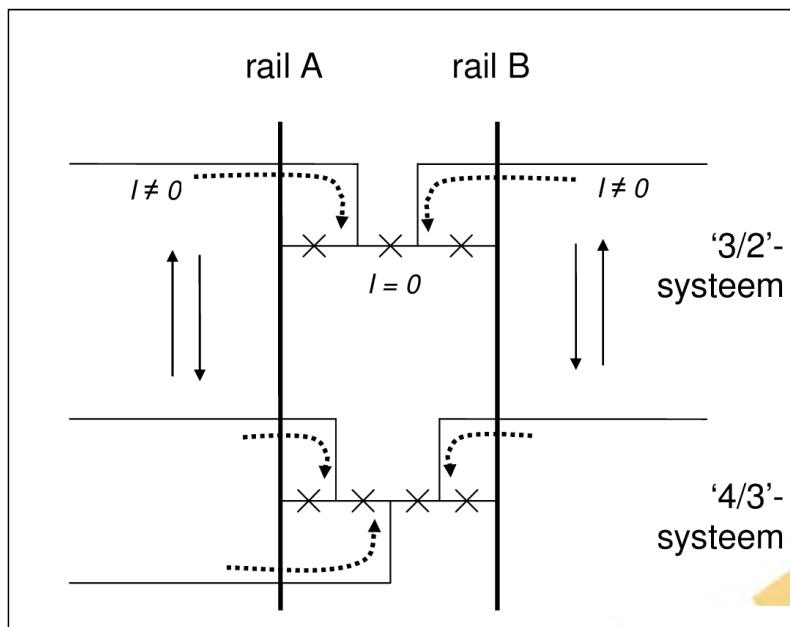 rail A
rail B
I ≠ 0
I ≠ 0
'3/2'-
systeem
I = 0
'4/3'-
systeem